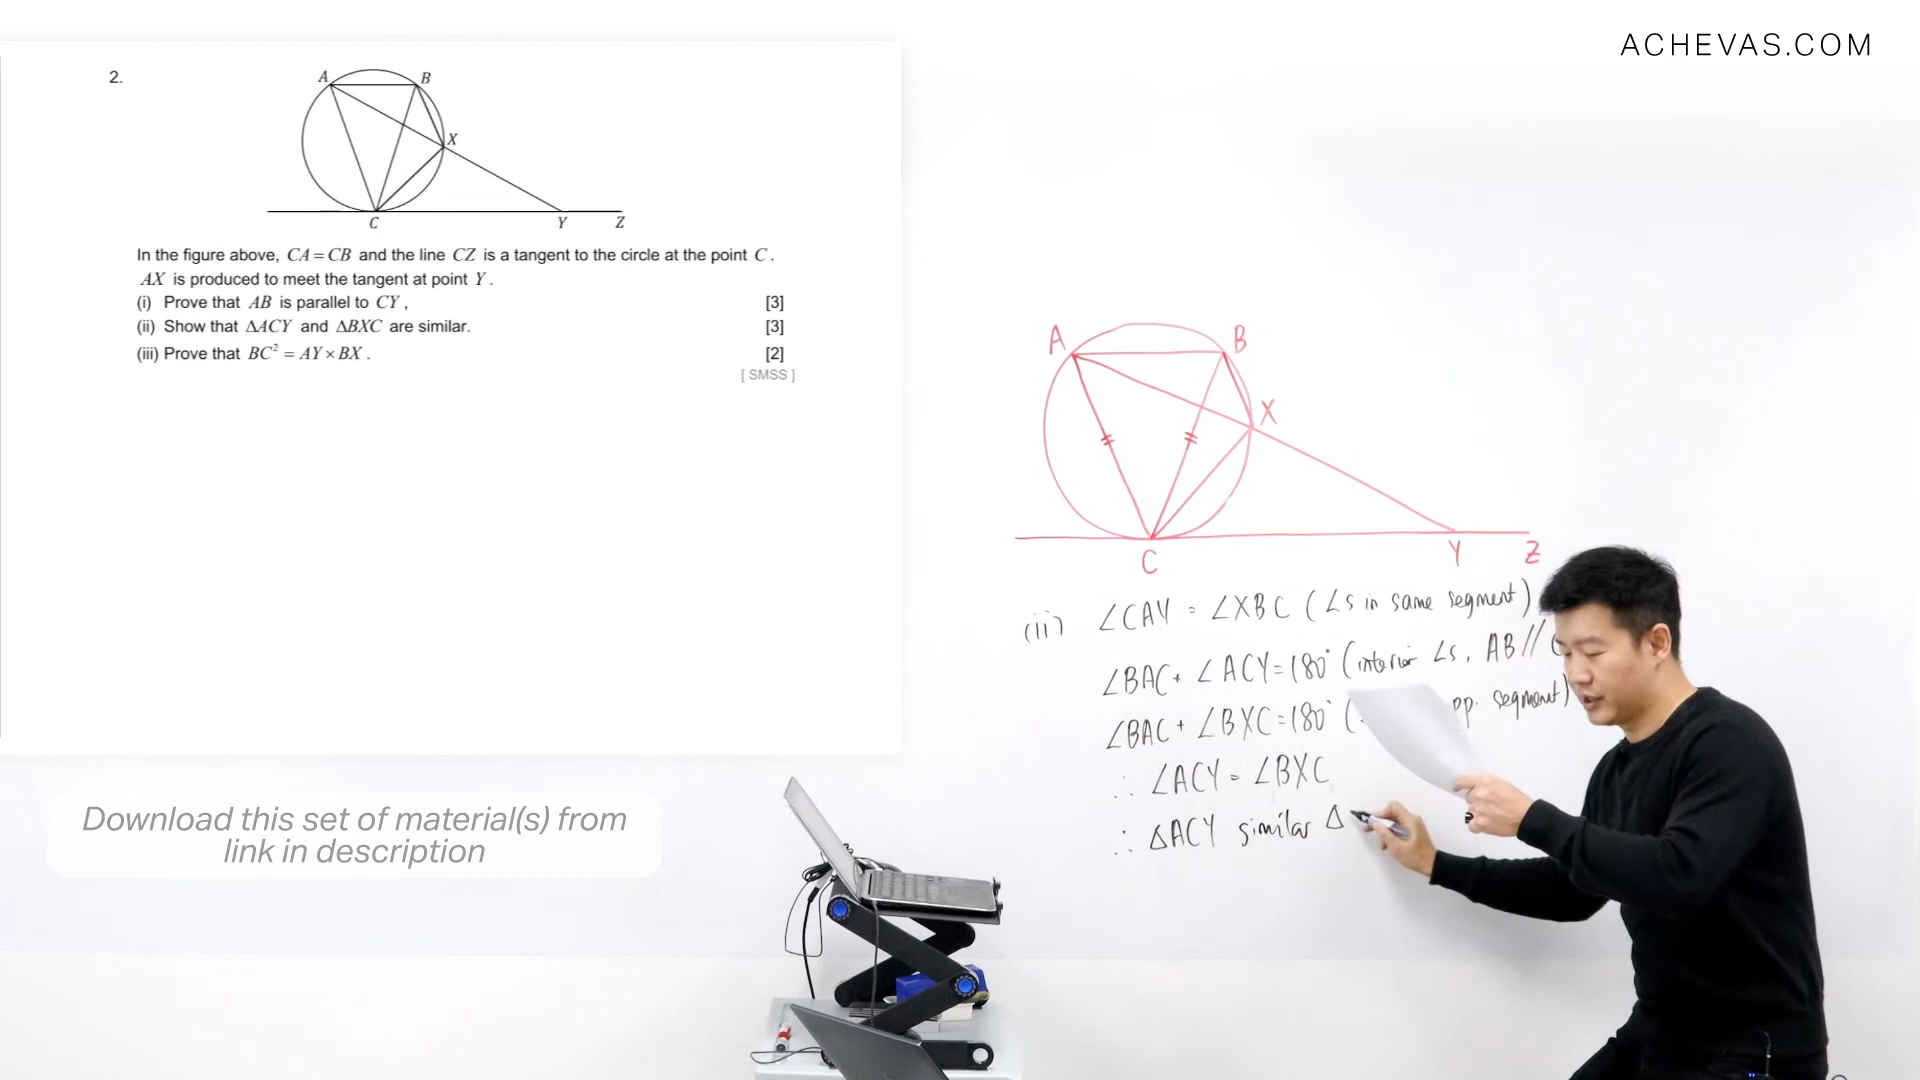 ACHEVAS.COM
2.
A
B
X
C
Y
Z
In the figure above, CA = CB and the line CZ is a tangent to the circle at the point C .
AX is produced to meet the tangent at point Y .
(i) Prove that AB is parallel to CY , [3]
(ii) Show that ΔACY and ΔBXC are similar. [3]
(iii) Prove that BC² = AY × BX . [2]
[ SMSS ]
A
B
X
C
Y
Z
(ii) ∠CAY = ∠XBC (∠s in same segment)
∠BAC + ∠ACY = 180° (interior ∠s, AB //
∠BAC + ∠BXC = 180° ( pp. segment)
∴ ∠ACY = ∠BXC
∴ ΔACY similar Δ
Download this set of material(s) from
link in description